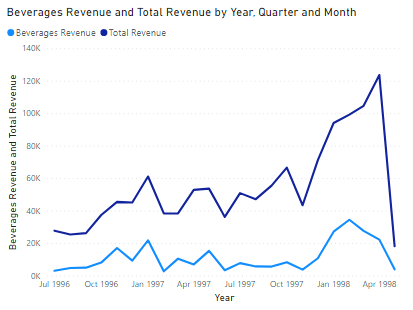 Beverages Revenue and Total Revenue by Year, Quarter and Month
Beverages Revenue Total Revenue
140K
120K
100K
80K
60K
40K
20K
0K
Beverages Revenue and Total Revenue
Jul 1996 Oct 1996 Jan 1997 Apr 1997 Jul 1997 Oct 1997 Jan 1998 Apr 1998
Year